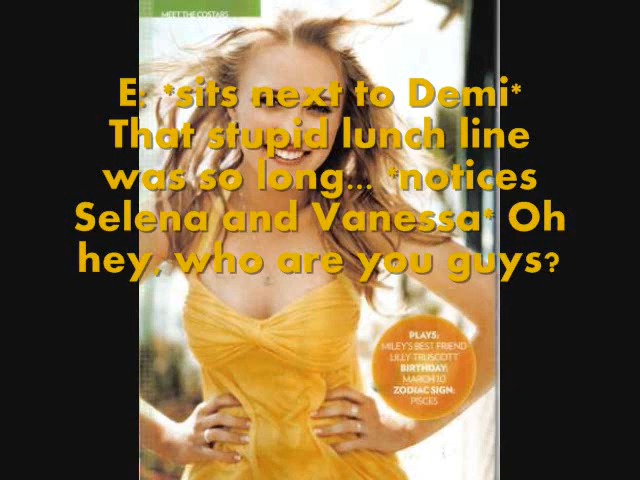 MEET THE COSTARS
E: *sits next to Demi*
That stupid lunch line
was so long... *notices
Selena and Vanessa* Oh
hey, who are you guys?
PLAYS:
MILEY'S BEST FRIEND
LILLY TRUSCOTT
BIRTHDAY:
MARCH 10
ZODIAC SIGN:
PISCES